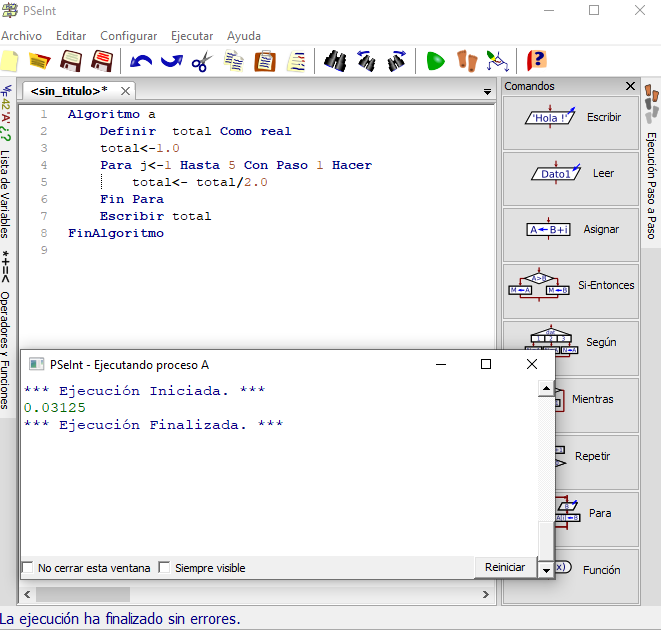 PSeInt
Archivo Editar Configurar Ejecutar Ayuda
<sin_titulo>*
Comandos
1 Algoritmo a
2 Definir total Como real
3 total<-1.0
4 Para j<-1 Hasta 5 Con Paso 1 Hacer
5 total<- total/2.0
6 Fin Para
7 Escribir total
8 FinAlgoritmo
9
Lista de Variables
*+=< Operadores y Funciones
'Hola !' Escribir
Dato1 Leer
A←B+i Asignar
A>B
M←A M←B
Si-Entonces
1 2 3
Según
Mientras
Repetir
Para
Función
Ejecución Paso a Paso
PSeInt - Ejecutando proceso A
*** Ejecución Iniciada. ***
0.03125
*** Ejecución Finalizada. ***
No cerrar esta ventana Siempre visible Reiniciar
La ejecución ha finalizado sin errores.